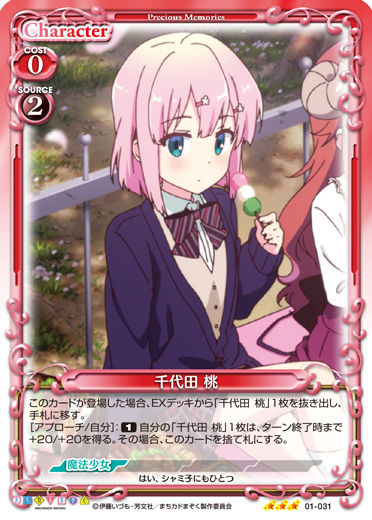 Precious Memories
Character
COST
0
SOURCE
2
千代田 桃
このカードが登場した場合、EXデッキから「千代田 桃」1枚を抜き出し、
手札に移す。
[アプローチ/自分]:1 自分の「千代田 桃」1枚は、ターン終了時まで
+20/+20を得る。その場合、このカードを捨て札にする。
魔法少女
はい、シャミ子にもひとつ
©伊藤いづも・芳文社/まちカドまぞく製作委員会
01-031